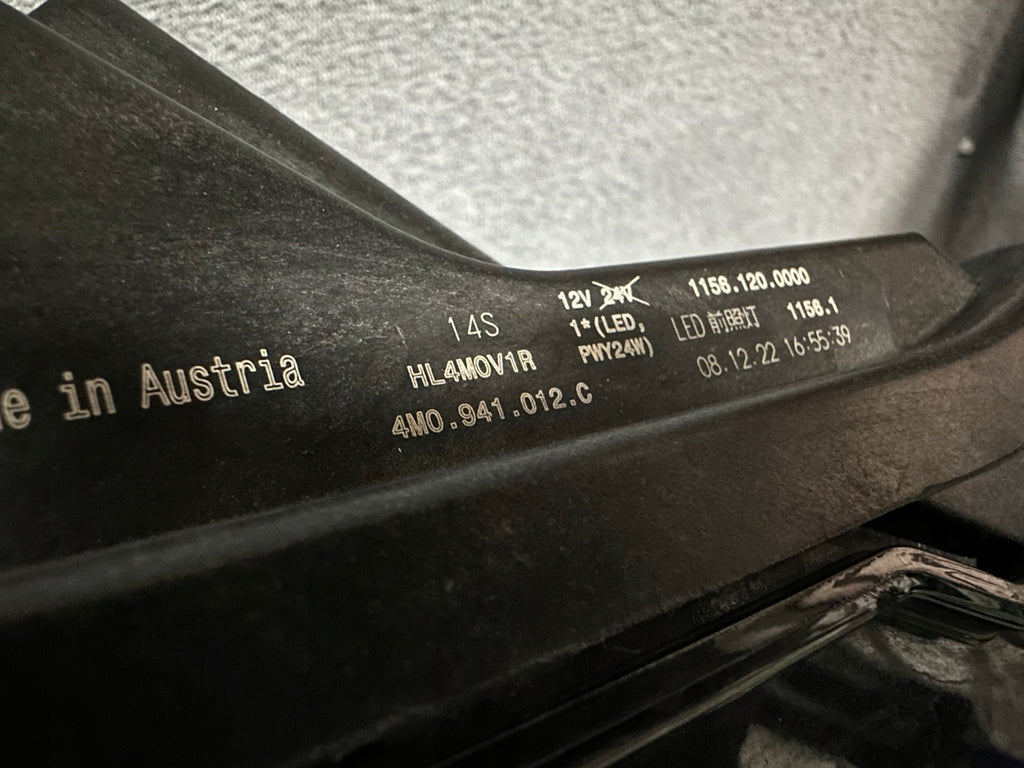 e in Austria
14S
HL4M0V1R
4M0.941.012.C
12V 24V
1*(LED,
PWY24W)
1156.120.0000
LED 前照灯 1156.1
08.12.22 16:55:39